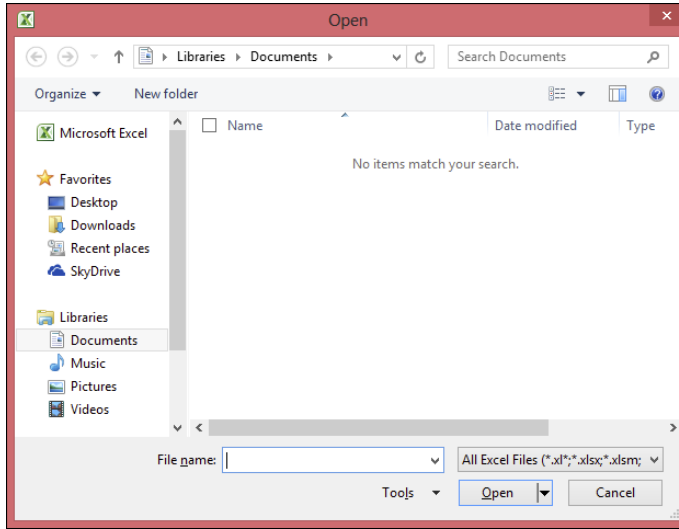 Open
Libraries Documents Search Documents
Organize New folder
Microsoft Excel Name Date modified Type
No items match your search.
Favorites
Desktop
Downloads
Recent places
SkyDrive
Libraries
Documents
Music
Pictures
Videos
File name: All Excel Files (*.xl*;*.xlsx;*.xlsm;
Tools Open Cancel